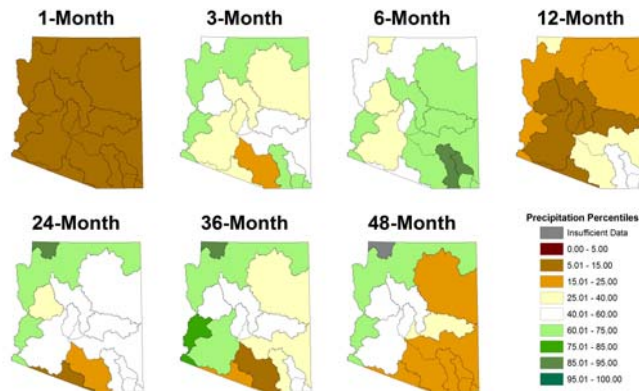 1-Month
3-Month
6-Month
12-Month
24-Month
36-Month
48-Month
Precipitation Percentiles
Insufficient Data
0.00 - 5.00
5.01 - 15.00
15.01 - 25.00
25.01 - 40.00
40.01 - 60.00
60.01 - 75.00
75.01 - 85.00
85.01 - 95.00
95.01 - 100.00